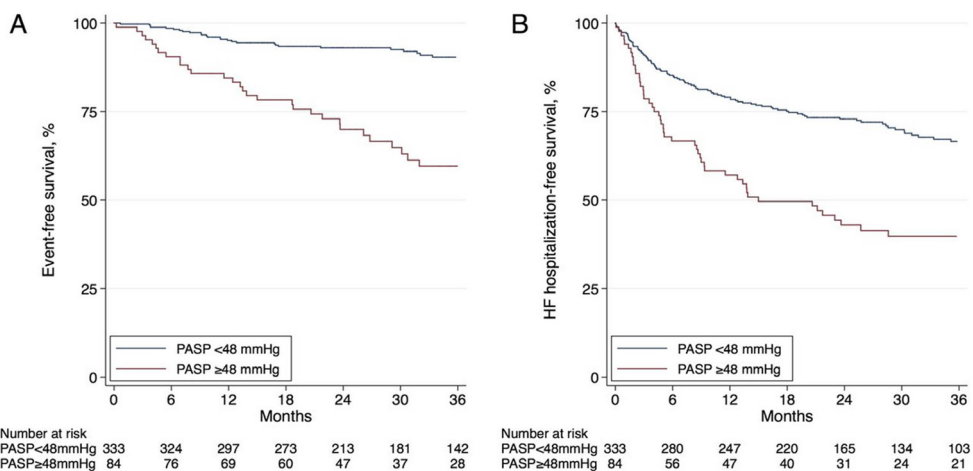 A
Event-free survival, %
100
75
50
25
0
PASP <48 mmHg
PASP ≥48 mmHg
0 6 12 18 24 30 36
Months
Number at risk
PASP<48mmHg 333 324 297 273 213 181 142
PASP≥48mmHg 84 76 69 60 47 37 28
B
HF hospitalization-free survival, %
100
75
50
25
0
PASP <48 mmHg
PASP ≥48 mmHg
0 6 12 18 24 30 36
Months
Number at risk
PASP<48mmHg 333 280 247 220 165 134 103
PASP≥48mmHg 84 56 47 40 31 24 21